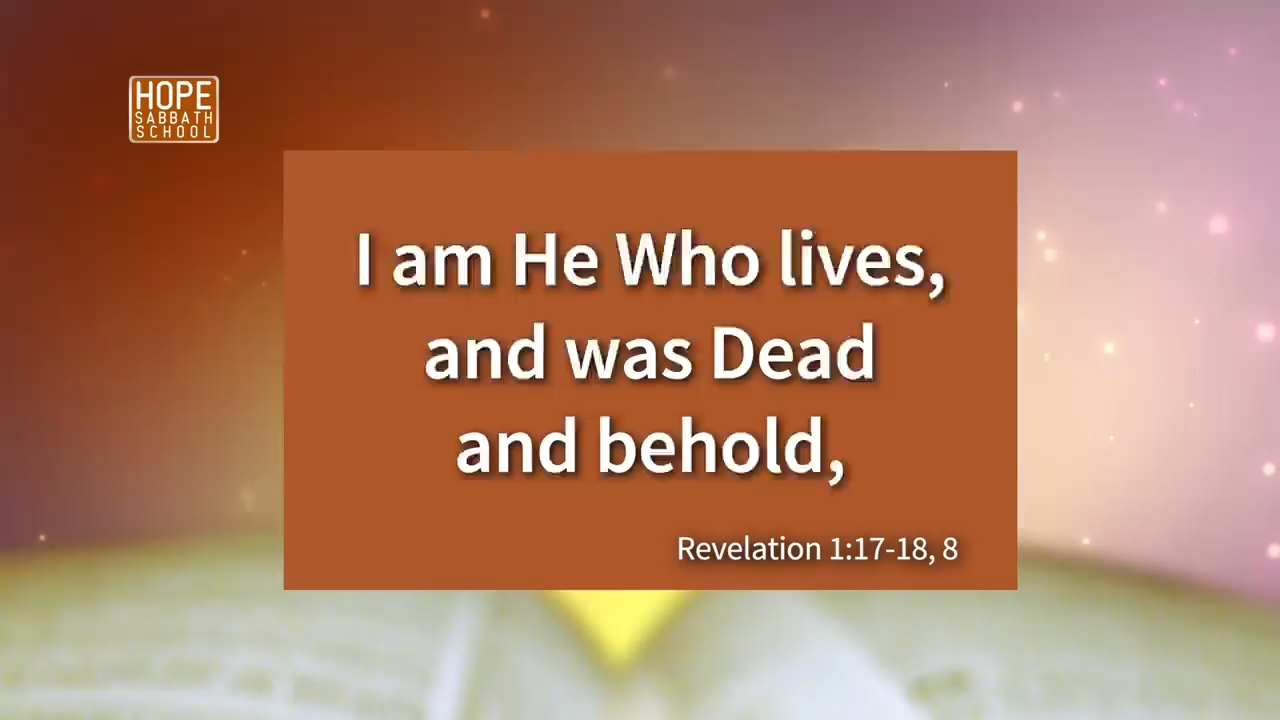 HOPE
SABBATH
SCHOOL
I am He Who lives,
and was Dead
and behold,
Revelation 1:17-18, 8